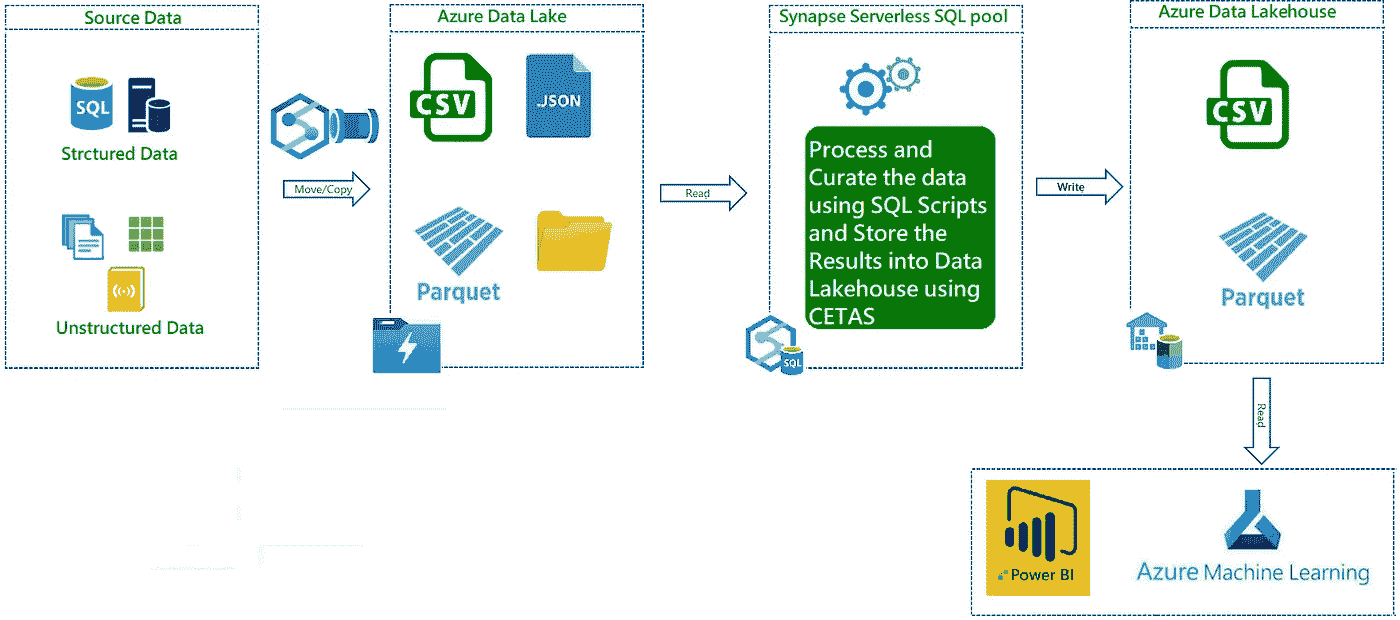 Source Data
SQL
Strctured Data
Unstructured Data
Move/Copy
Azure Data Lake
CSV
.JSON
Parquet
Read
Synapse Serverless SQL pool
Process and
Curate the data
using SQL Scripts
and Store the
Results into Data
Lakehouse using
CETAS
SQL
Write
Azure Data Lakehouse
CSV
Parquet
Read
Power BI
Azure Machine Learning